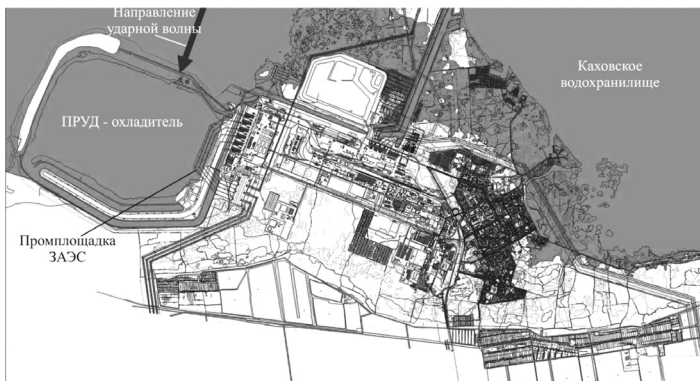 Направление
ударной волны
Каховское
водохранилище
ПРУД - охладитель
Промплощадка
ЗАЭС